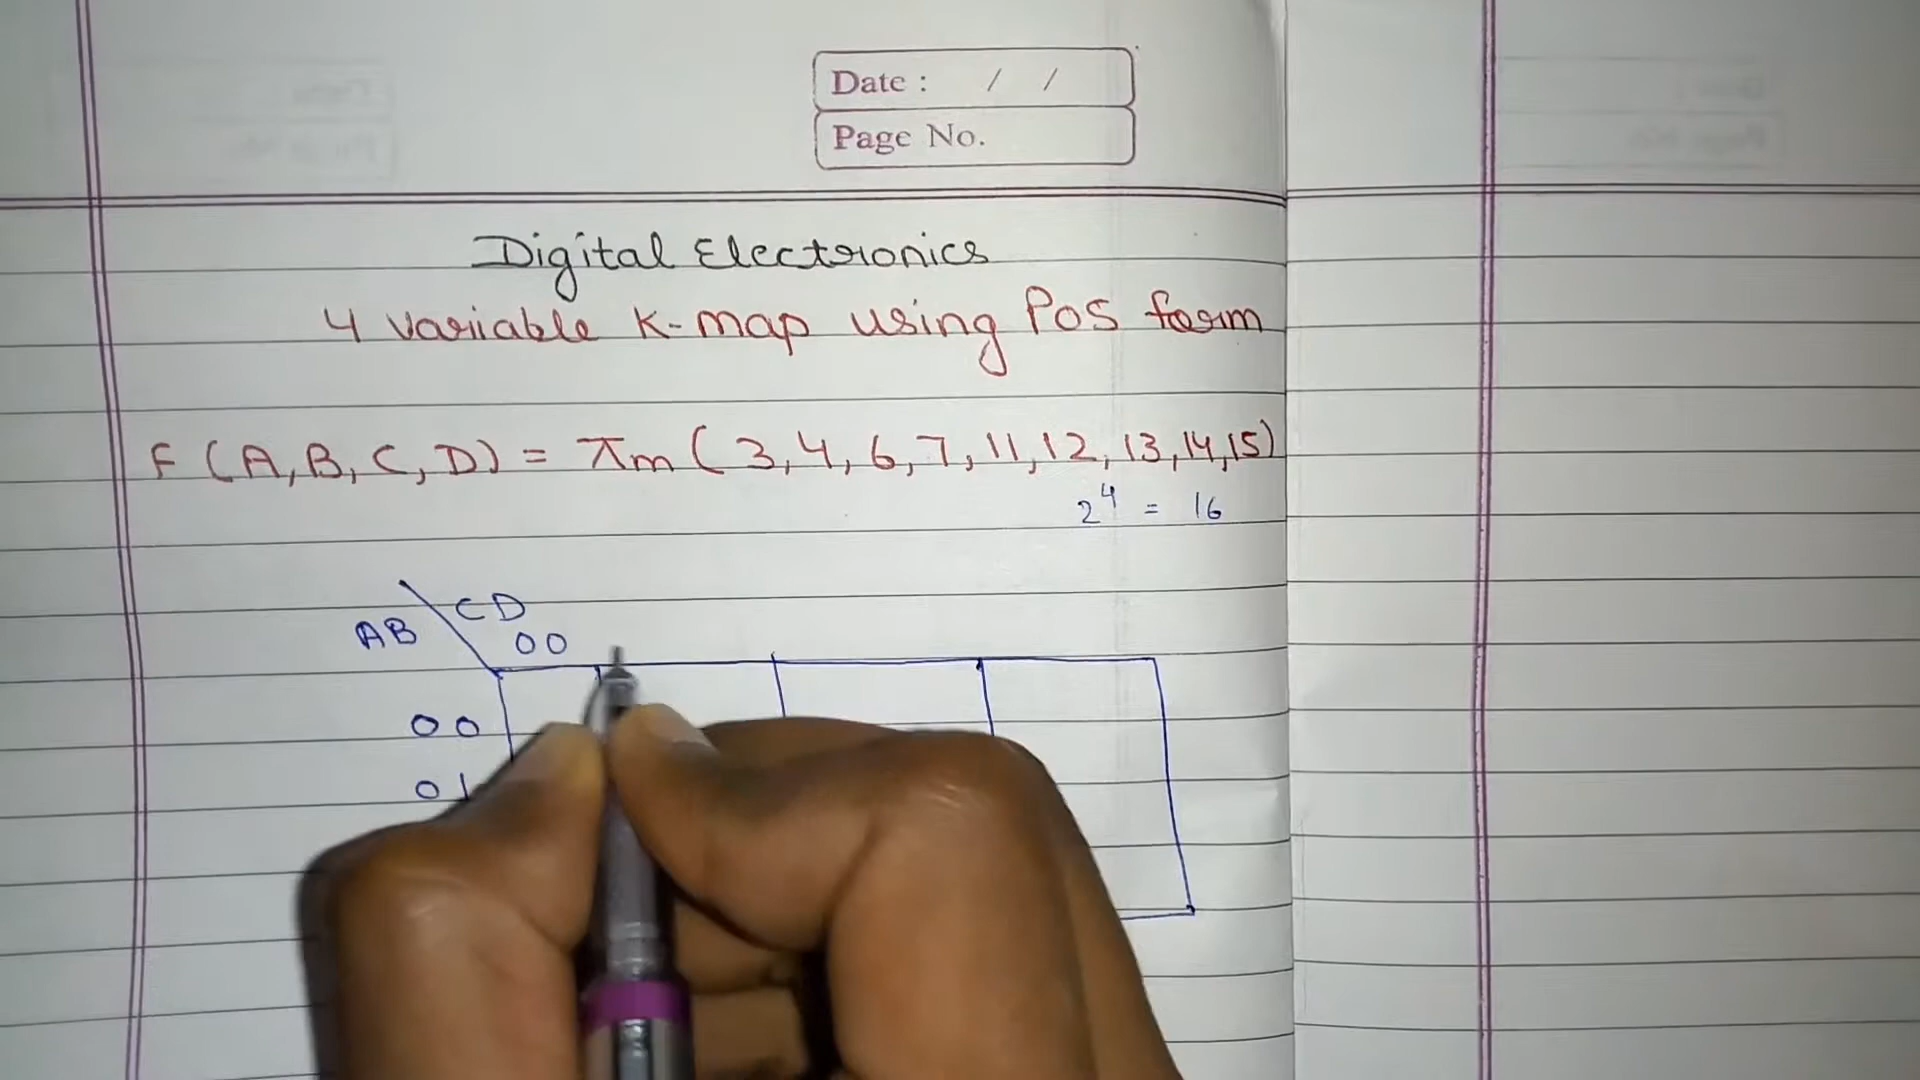 Date : / /
Page No.
Digital Electronics
4 variable K-map using POS form
F (A, B, C, D) = πm ( 3, 4, 6, 7, 11, 12, 13, 14, 15)
2⁴ = 16
CD
AB
00
00
01